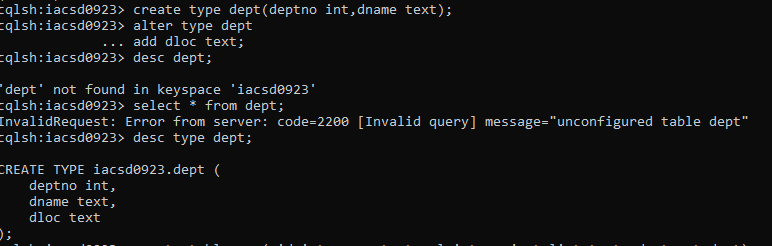 cqlsh:iacsd0923> create type dept(deptno int,dname text);
cqlsh:iacsd0923> alter type dept
... add dloc text;
cqlsh:iacsd0923> desc dept;
'dept' not found in keyspace 'iacsd0923'
cqlsh:iacsd0923> select * from dept;
InvalidRequest: Error from server: code=2200 [Invalid query] message="unconfigured table dept"
cqlsh:iacsd0923> desc type dept;
CREATE TYPE iacsd0923.dept (
deptno int,
dname text,
dloc text
);